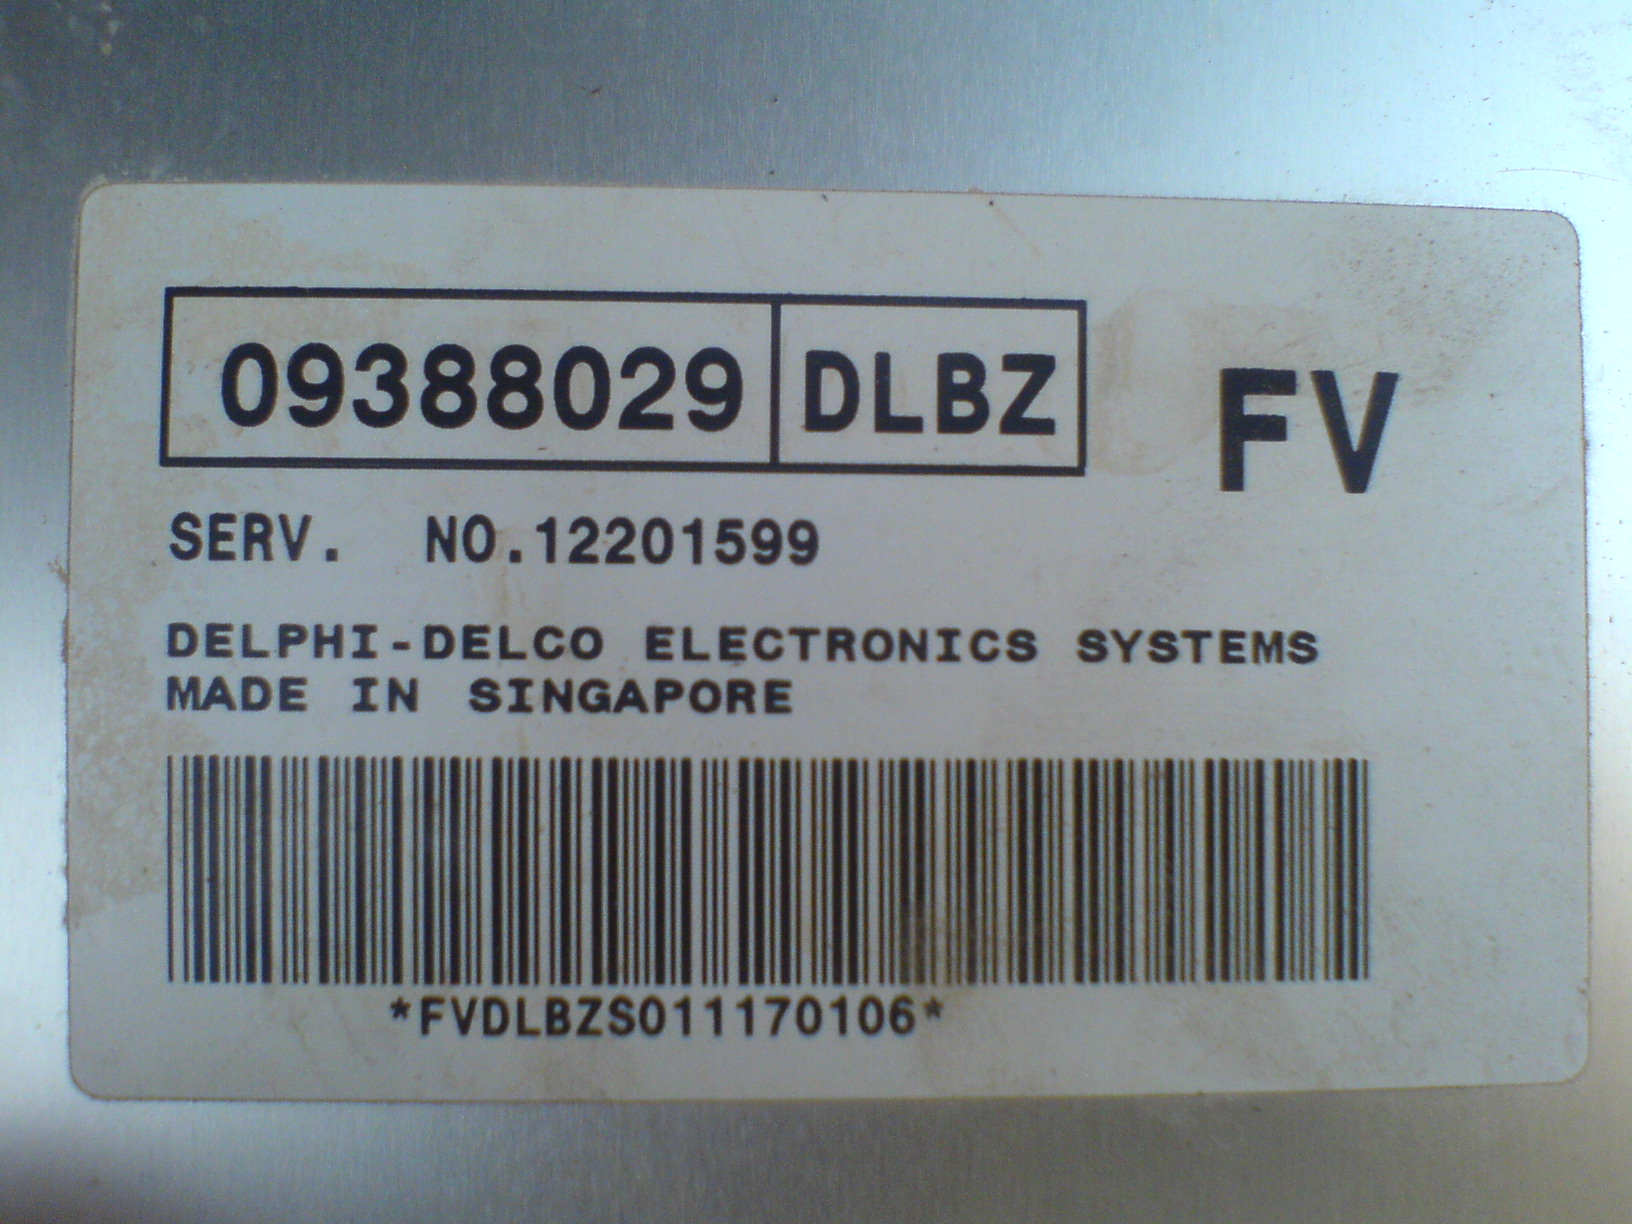 09388029 DLBZ FV
SERV. NO.12201599
DELPHI-DELCO ELECTRONICS SYSTEMS
MADE IN SINGAPORE
*FVDLBZS011170106*